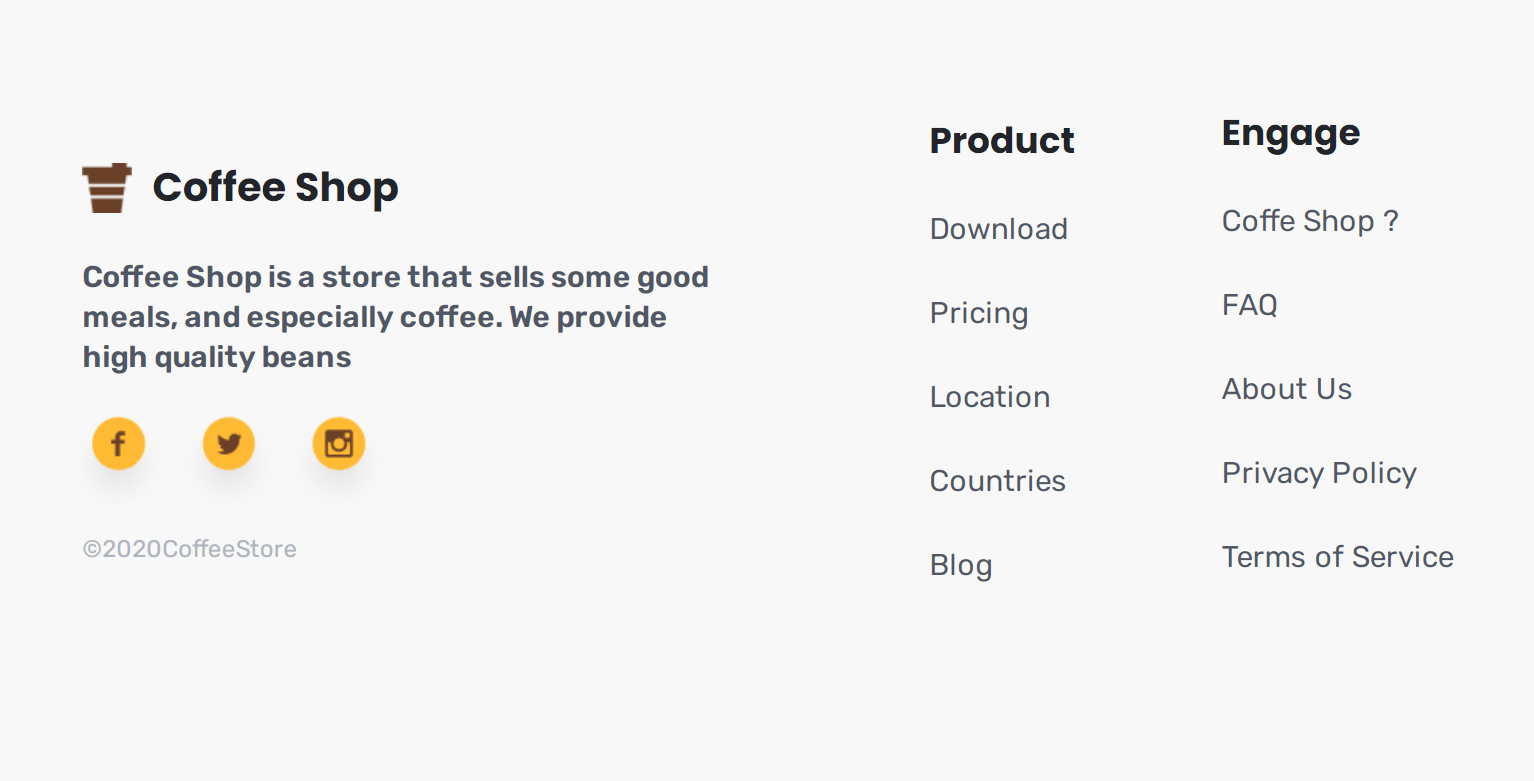 Coffee Shop
Coffee Shop is a store that sells some good
meals, and especially coffee. We provide
high quality beans
©2020CoffeeStore
Product
Download
Pricing
Location
Countries
Blog
Engage
Coffe Shop ?
FAQ
About Us
Privacy Policy
Terms of Service